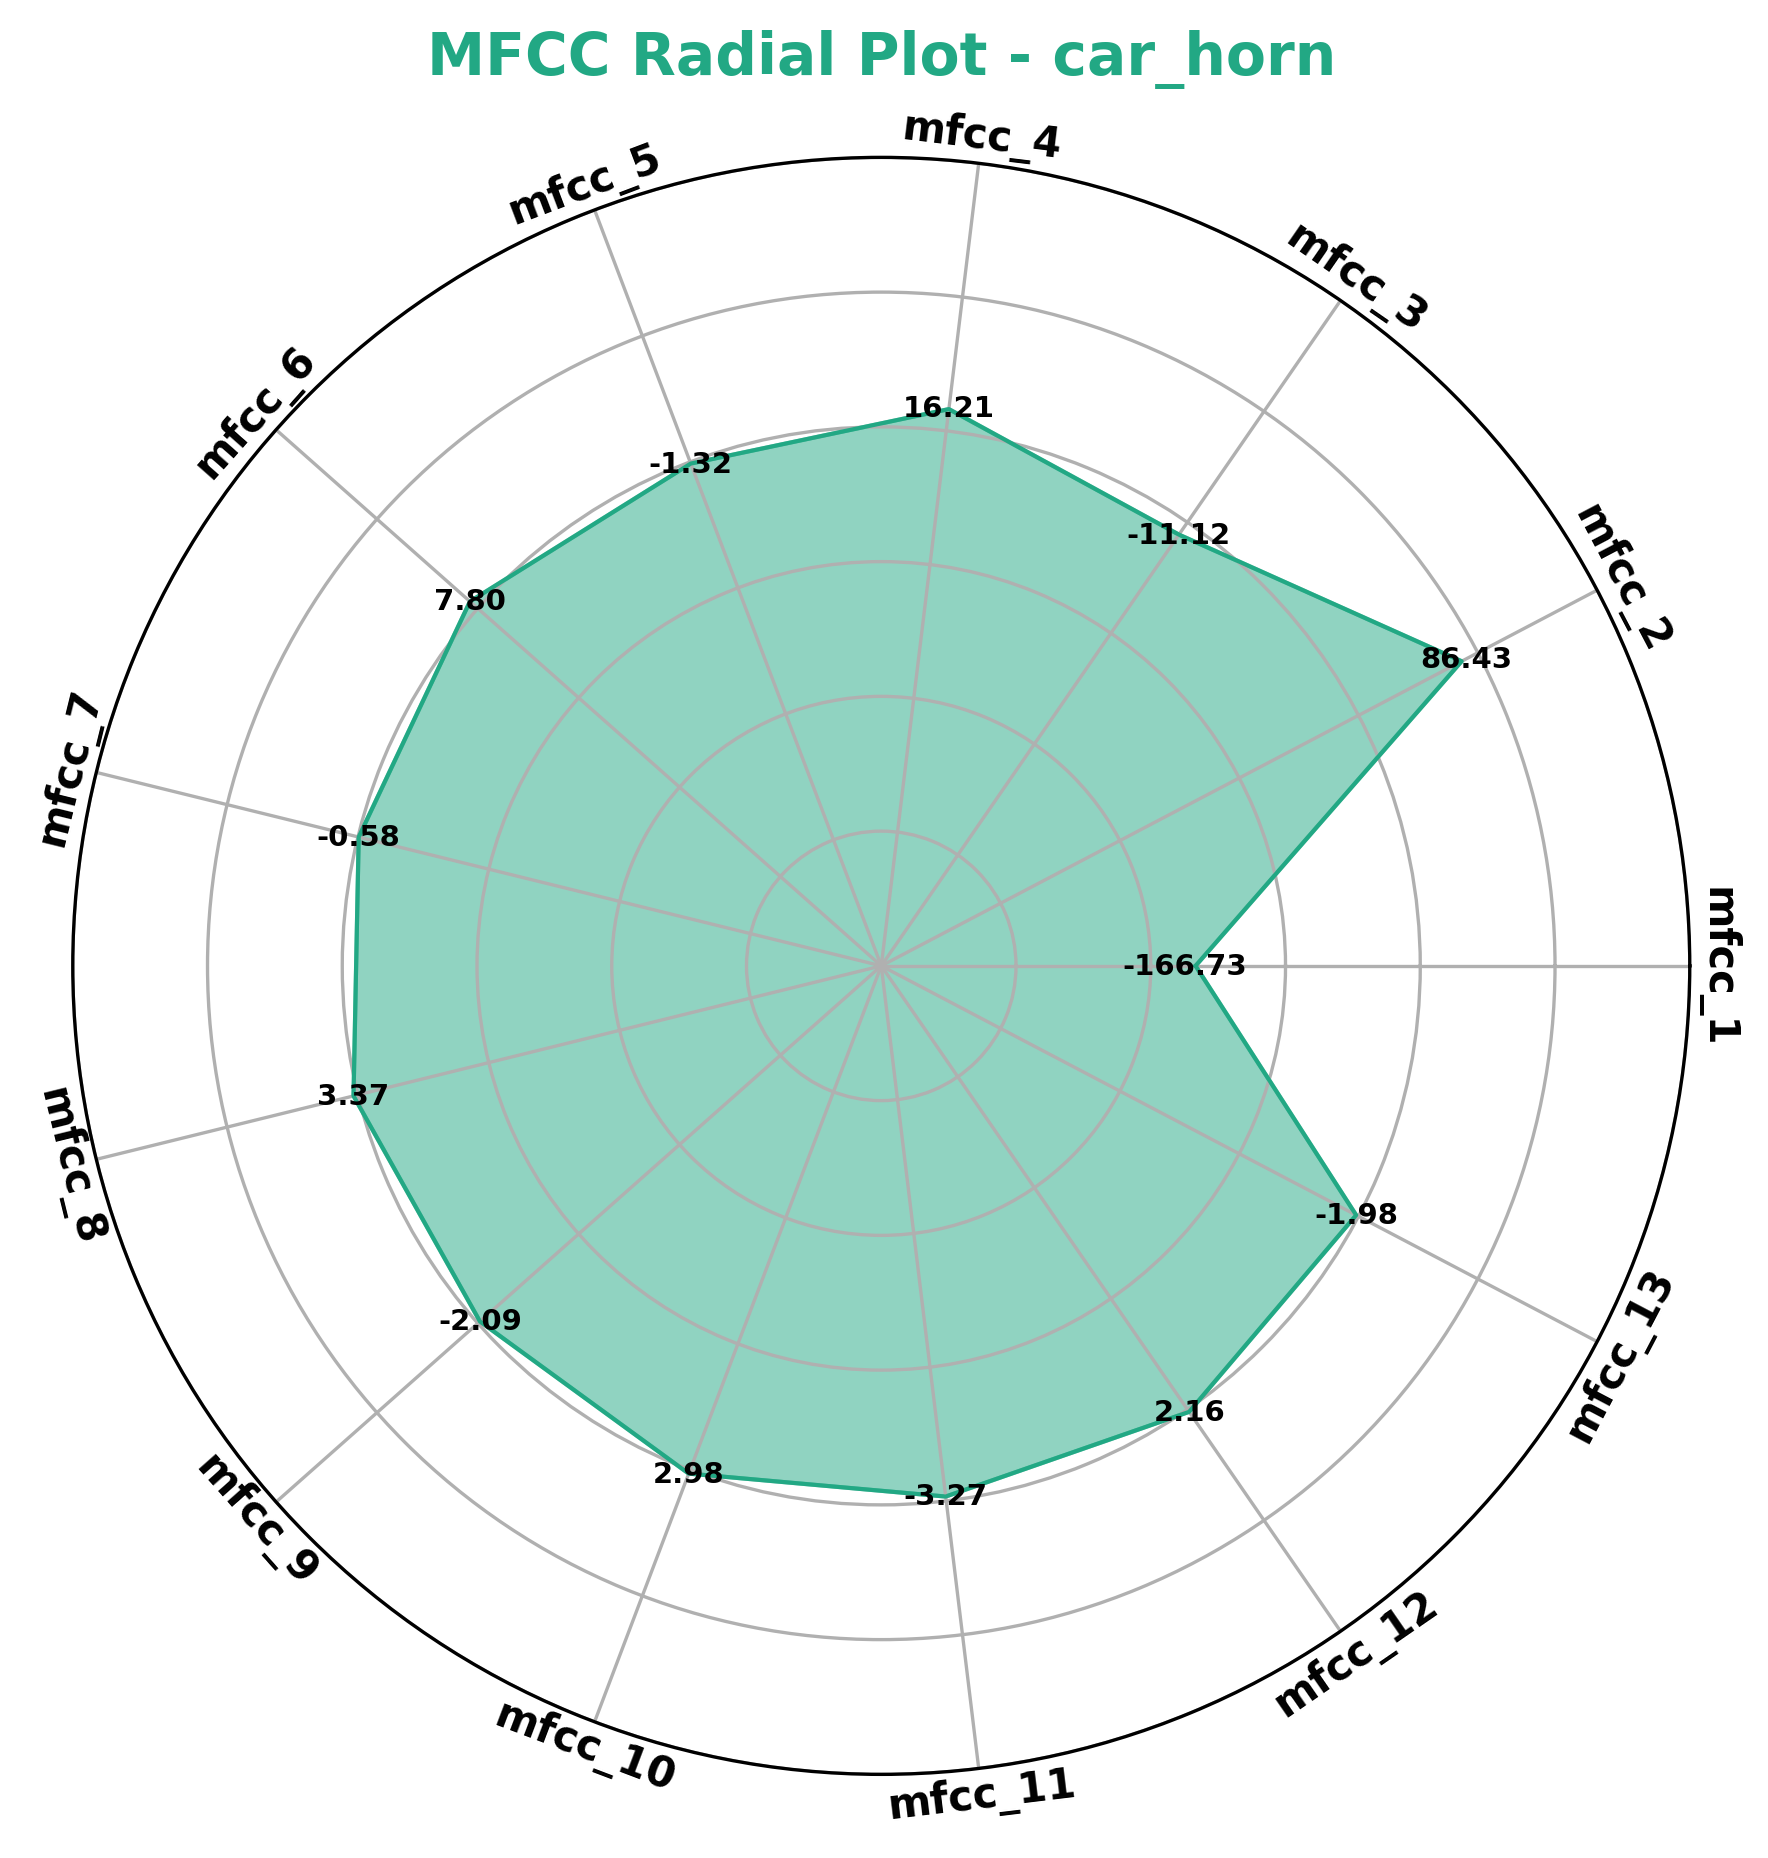 MFCC Radial Plot - car_horn
mfcc_4
mfcc_5
mfcc_3
mfcc_6
16.21
-1.32
mfcc_2
-11.12
7.80
86.43
mfcc_7
-0.58
mfcc_1
-166.73
3.37
mfcc_8
-1.98
-2.09
mfcc_13
2.16
2.98
-3.27
mfcc_9
mfcc_12
mfcc_10
mfcc_11